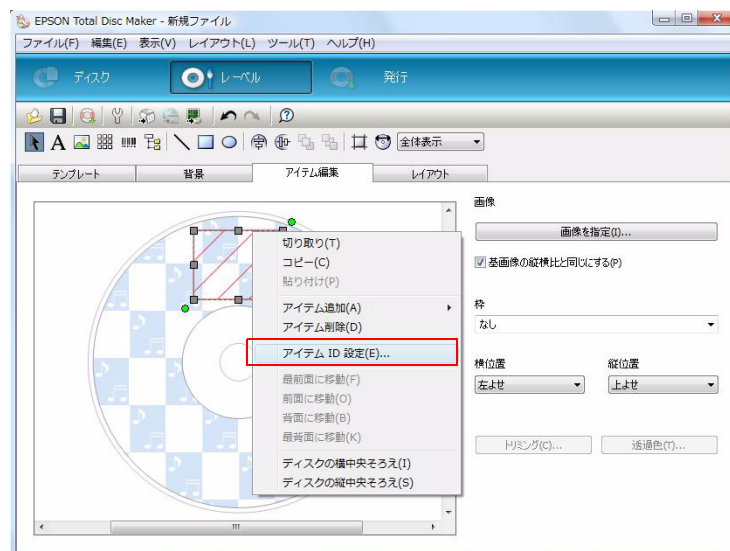 EPSON Total Disc Maker - 新規ファイル
ファイル(F) 編集(E) 表示(V) レイアウト(L) ツール(T) ヘルプ(H)
ディスク レーベル 発行
全体表示
テンプレート 背景 アイテム編集 レイアウト
切り取り(T)
コピー(C)
貼り付け(P)
アイテム追加(A)
アイテム削除(D)
アイテム ID 設定(E)...
最前面に移動(F)
前面に移動(O)
背面に移動(B)
最背面に移動(K)
ディスクの横中央そろえ(I)
ディスクの縦中央そろえ(S)
画像
画像を指定(I)...
基画像の縦横比と同じにする(P)
枠
なし
横位置 縦位置
左よせ 上よせ
トリミング(C)... 透過色(T)...